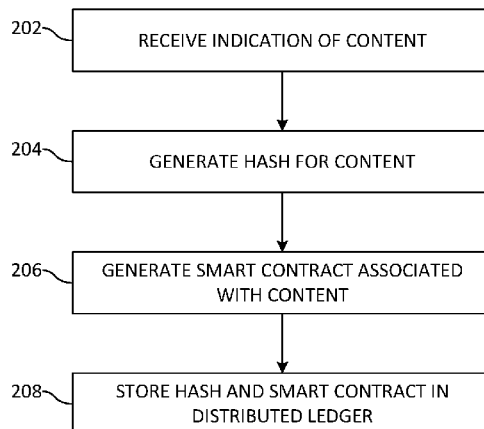 202
RECEIVE INDICATION OF CONTENT
204
GENERATE HASH FOR CONTENT
206
GENERATE SMART CONTRACT ASSOCIATED
WITH CONTENT
208
STORE HASH AND SMART CONTRACT IN
DISTRIBUTED LEDGER